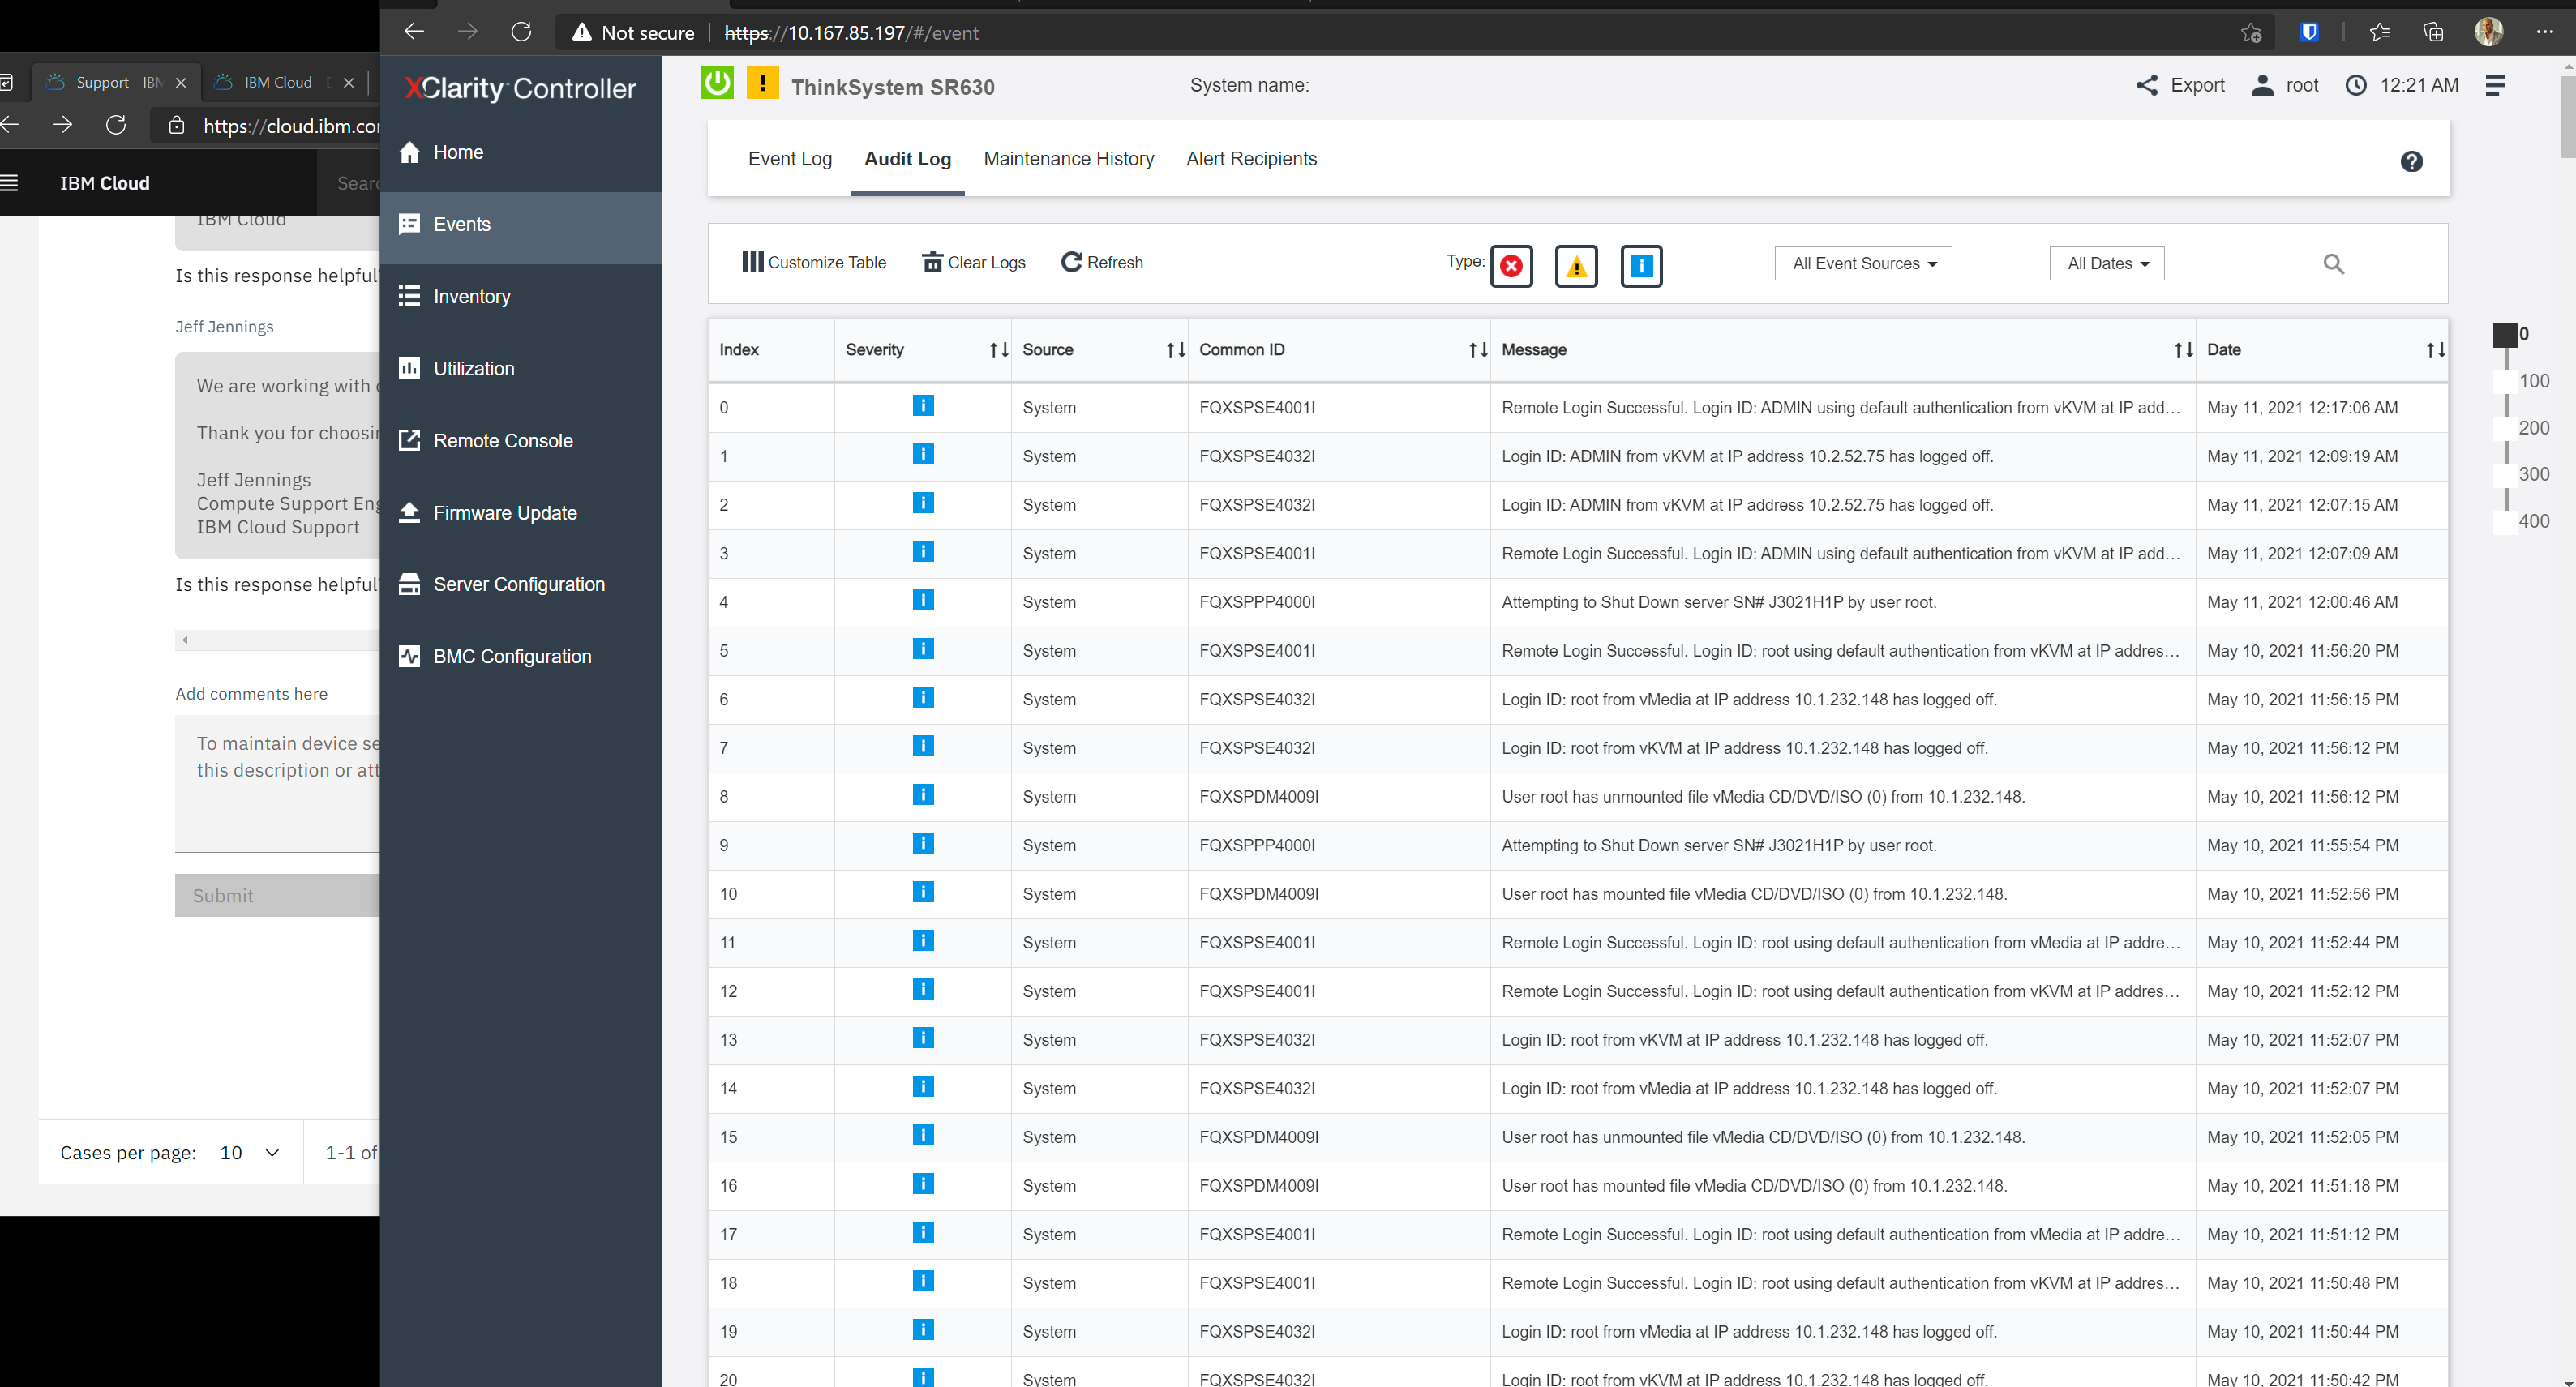 Support - IBM
IBM Cloud - D
https://cloud.ibm.co
IBM Cloud
Searc
IBM Cloud
Is this response helpful
Jeff Jennings
We are working with
Thank you for choosin
Jeff Jennings
Compute Support Eng
IBM Cloud Support
Is this response helpful
Add comments here
To maintain device se
this description or att
Submit
Cases per page: 10
1-1 of
Not secure
https://10.167.85.197/#/event
XClarity Controller
Home
Events
Inventory
Utilization
Remote Console
Firmware Update
Server Configuration
BMC Configuration
ThinkSystem SR630
System name:
Export
root
12:21 AM
Event Log Audit Log Maintenance History Alert Recipients
Customize Table Clear Logs Refresh Type: All Event Sources All Dates
Index Severity Source Common ID Message Date
0 System FQXSPSE4001I Remote Login Successful. Login ID: ADMIN using default authentication from vKVM at IP add... May 11, 2021 12:17:06 AM
1 System FQXSPSE4032I Login ID: ADMIN from vKVM at IP address 10.2.52.75 has logged off. May 11, 2021 12:09:19 AM
2 System FQXSPSE4032I Login ID: ADMIN from vKVM at IP address 10.2.52.75 has logged off. May 11, 2021 12:07:15 AM
3 System FQXSPSE4001I Remote Login Successful. Login ID: ADMIN using default authentication from vKVM at IP add... May 11, 2021 12:07:09 AM
4 System FQXSPPP4000I Attempting to Shut Down server SN# J3021H1P by user root. May 11, 2021 12:00:46 AM
5 System FQXSPSE4001I Remote Login Successful. Login ID: root using default authentication from vKVM at IP addres... May 10, 2021 11:56:20 PM
6 System FQXSPSE4032I Login ID: root from vMedia at IP address 10.1.232.148 has logged off. May 10, 2021 11:56:15 PM
7 System FQXSPSE4032I Login ID: root from vKVM at IP address 10.1.232.148 has logged off. May 10, 2021 11:56:12 PM
8 System FQXSPDM4009I User root has unmounted file vMedia CD/DVD/ISO (0) from 10.1.232.148. May 10, 2021 11:56:12 PM
9 System FQXSPPP4000I Attempting to Shut Down server SN# J3021H1P by user root. May 10, 2021 11:55:54 PM
10 System FQXSPDM4009I User root has mounted file vMedia CD/DVD/ISO (0) from 10.1.232.148. May 10, 2021 11:52:56 PM
11 System FQXSPSE4001I Remote Login Successful. Login ID: root using default authentication from vMedia at IP addre... May 10, 2021 11:52:44 PM
12 System FQXSPSE4001I Remote Login Successful. Login ID: root using default authentication from vKVM at IP addres... May 10, 2021 11:52:12 PM
13 System FQXSPSE4032I Login ID: root from vKVM at IP address 10.1.232.148 has logged off. May 10, 2021 11:52:07 PM
14 System FQXSPSE4032I Login ID: root from vMedia at IP address 10.1.232.148 has logged off. May 10, 2021 11:52:07 PM
15 System FQXSPDM4009I User root has unmounted file vMedia CD/DVD/ISO (0) from 10.1.232.148. May 10, 2021 11:52:05 PM
16 System FQXSPDM4009I User root has mounted file vMedia CD/DVD/ISO (0) from 10.1.232.148. May 10, 2021 11:51:18 PM
17 System FQXSPSE4001I Remote Login Successful. Login ID: root using default authentication from vMedia at IP addre... May 10, 2021 11:51:12 PM
18 System FQXSPSE4001I Remote Login Successful. Login ID: root using default authentication from vKVM at IP addres... May 10, 2021 11:50:48 PM
19 System FQXSPSE4032I Login ID: root from vMedia at IP address 10.1.232.148 has logged off. May 10, 2021 11:50:44 PM
20 System FQXSPSE4032I Login ID: root from vKVM at IP address 10.1.232.148 has logged off. May 10, 2021 11:50:42 PM
0
100
200
300
400